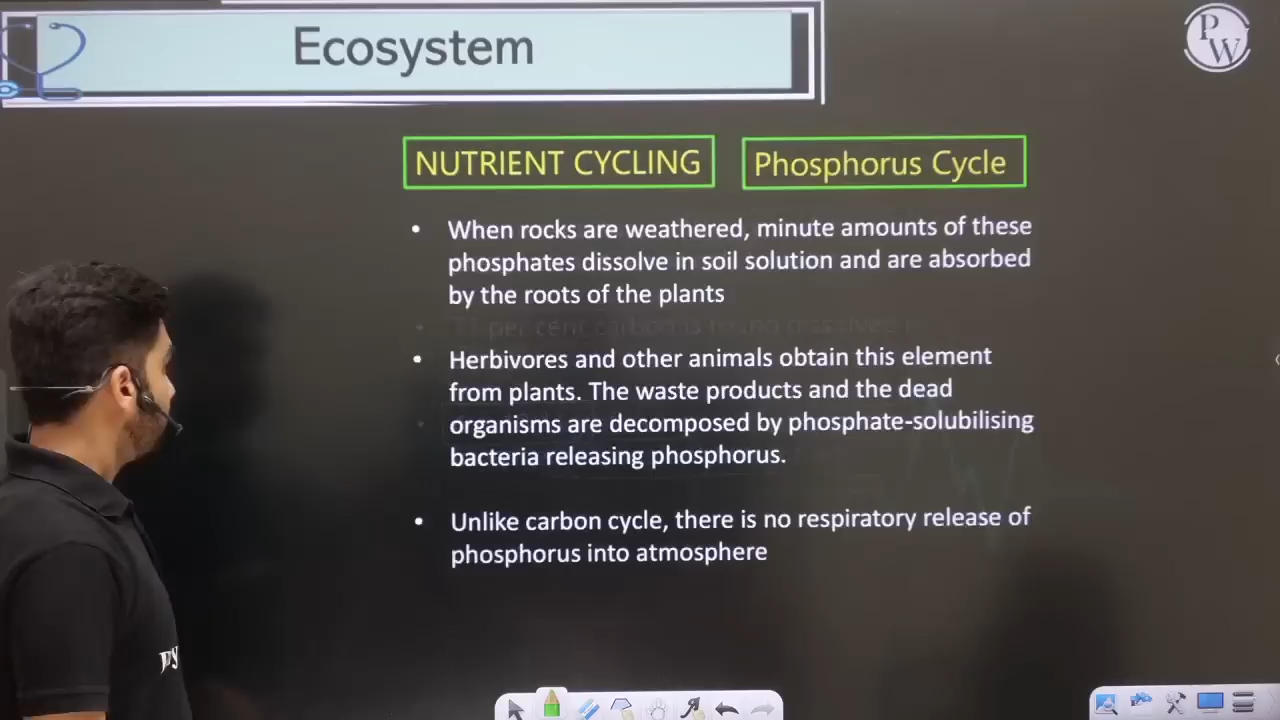 Ecosystem
PW
NUTRIENT CYCLING
Phosphorus Cycle
• When rocks are weathered, minute amounts of these
phosphates dissolve in soil solution and are absorbed
by the roots of the plants
• Herbivores and other animals obtain this element
from plants. The waste products and the dead
organisms are decomposed by phosphate-solubilising
bacteria releasing phosphorus.
• Unlike carbon cycle, there is no respiratory release of
phosphorus into atmosphere